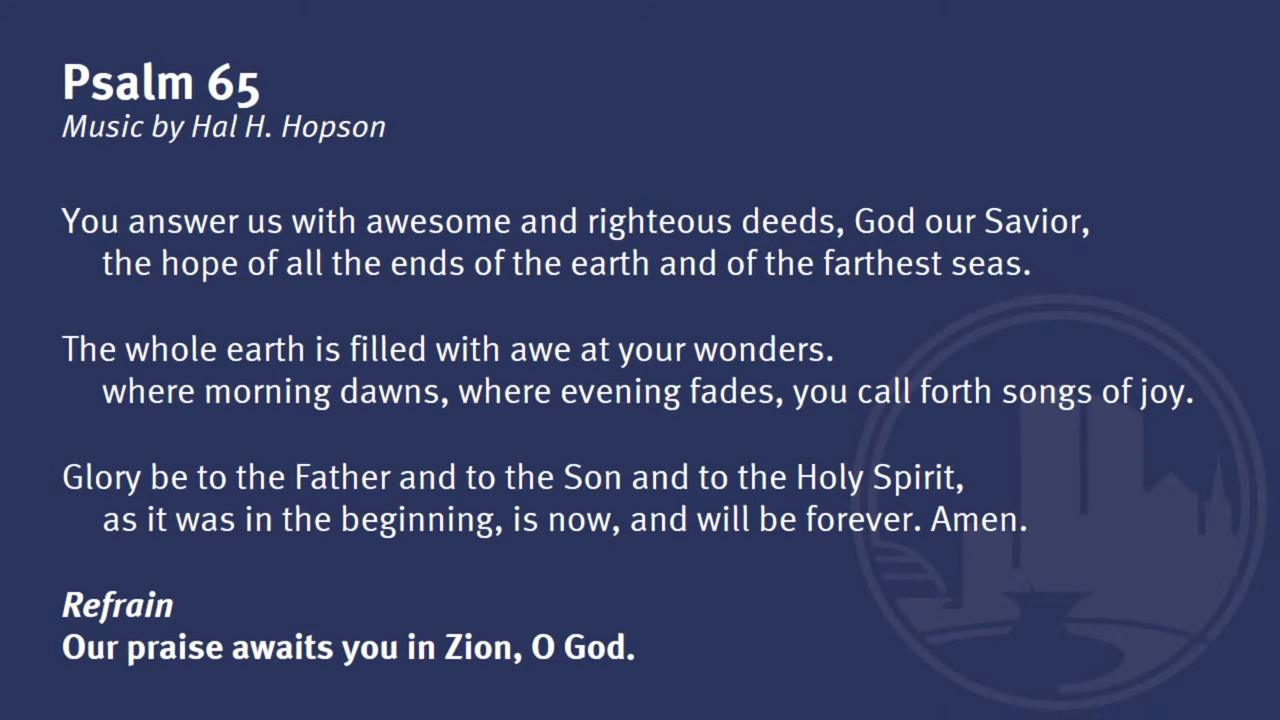 Psalm 65
Music by Hal H. Hopson
You answer us with awesome and righteous deeds, God our Savior,
the hope of all the ends of the earth and of the farthest seas.
The whole earth is filled with awe at your wonders.
where morning dawns, where evening fades, you call forth songs of joy.
Glory be to the Father and to the Son and to the Holy Spirit,
as it was in the beginning, is now, and will be forever. Amen.
Refrain
Our praise awaits you in Zion, O God.